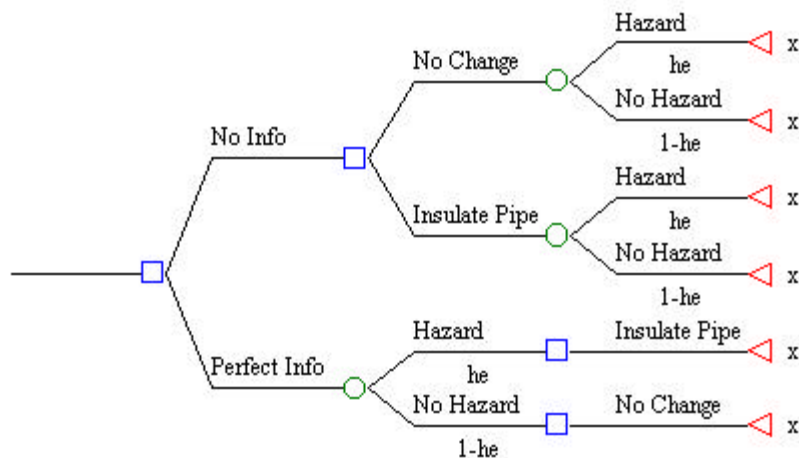 Hazard
x
he
No Change
No Hazard
x
1-he
No Info
Hazard
x
he
Insulate Pipe
No Hazard
x
1-he
Hazard
Insulate Pipe
x
he
Perfect Info
No Hazard
No Change
x
1-he